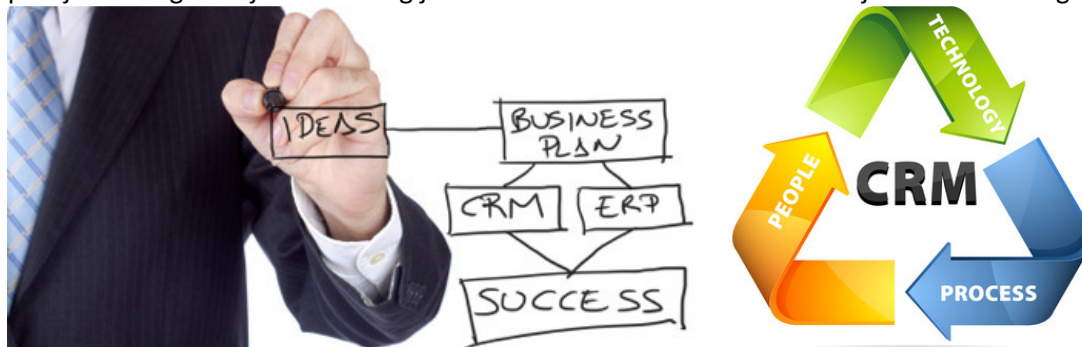 IDEAS
BUSINESS
PLAN
CRM
ERP
SUCCESS
TECHNOLOGY
PEOPLE
CRM
PROCESS